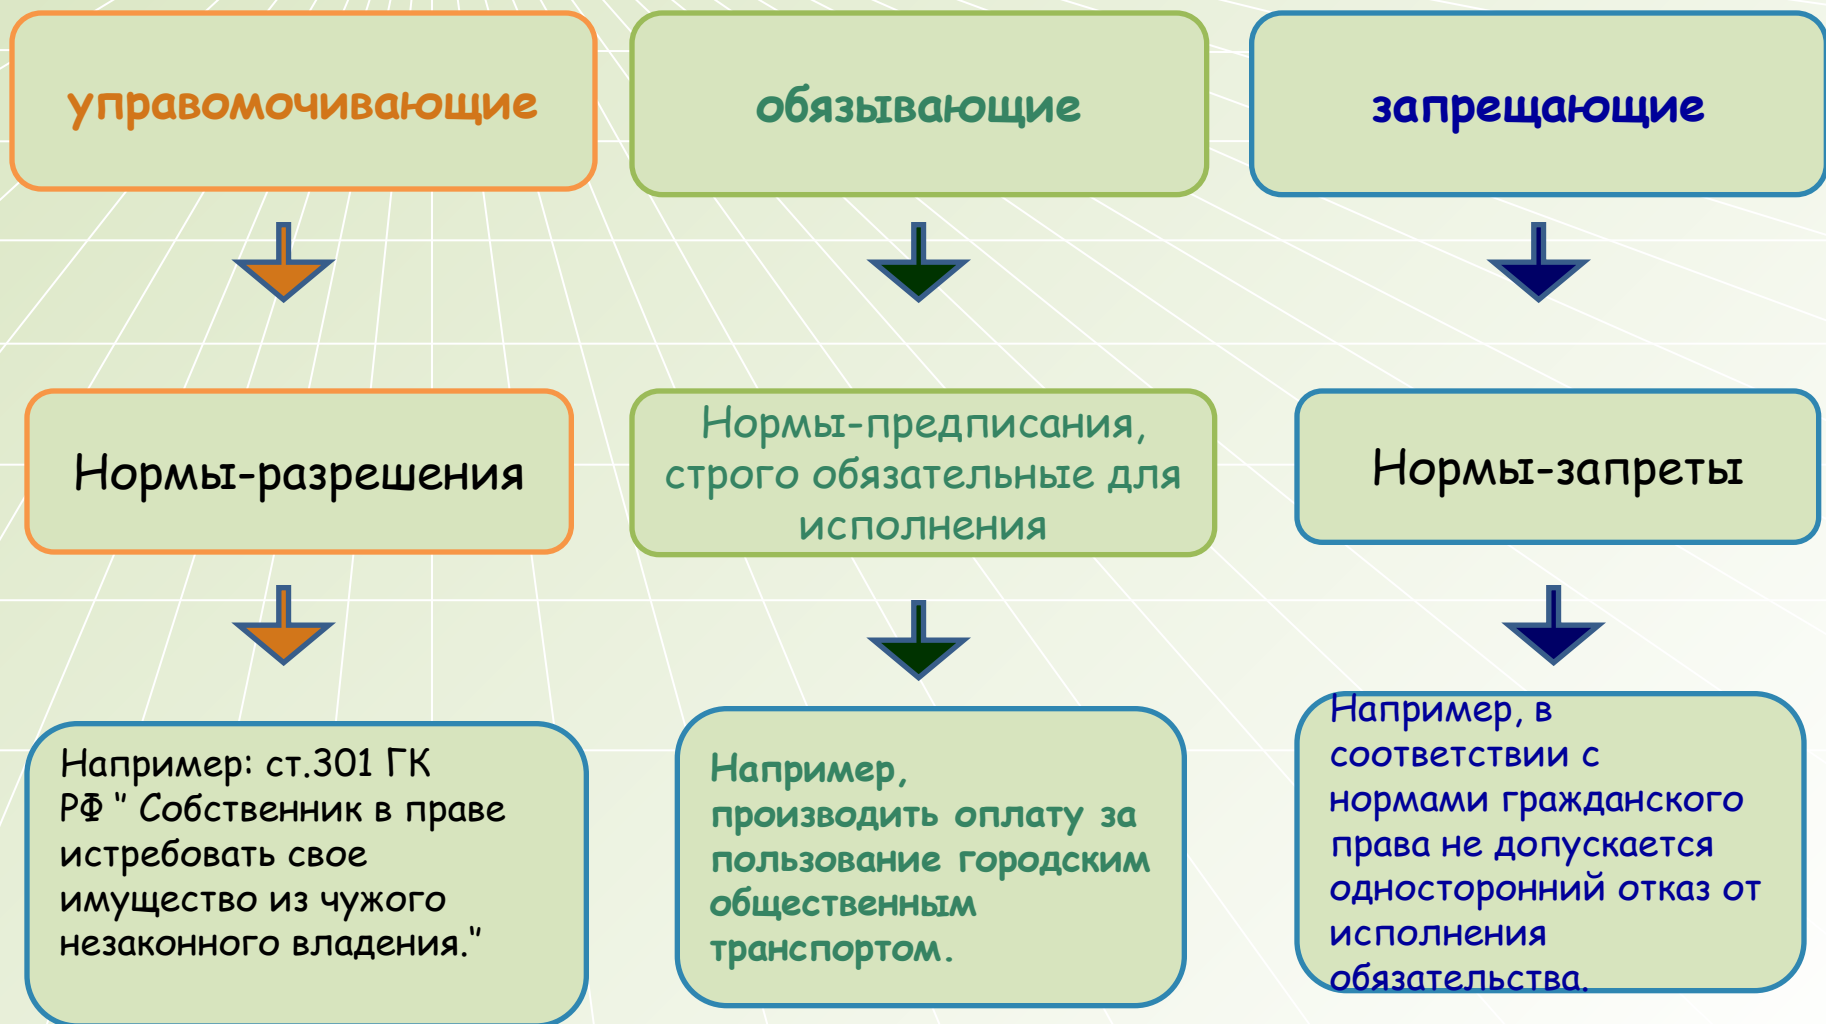 управомочивающие
обязывающие
запрещающие
Нормы-разрешения
Нормы-предписания,
строго обязательные для
исполнения
Нормы-запреты
Например: ст.301 ГК
РФ " Собственник в праве
истребовать свое
имущество из чужого
незаконного владения."
Например,
производить оплату за
пользование городским
общественным
транспортом.
Например, в
соответствии с
нормами гражданского
права не допускается
односторонний отказ от
исполнения
обязательства.